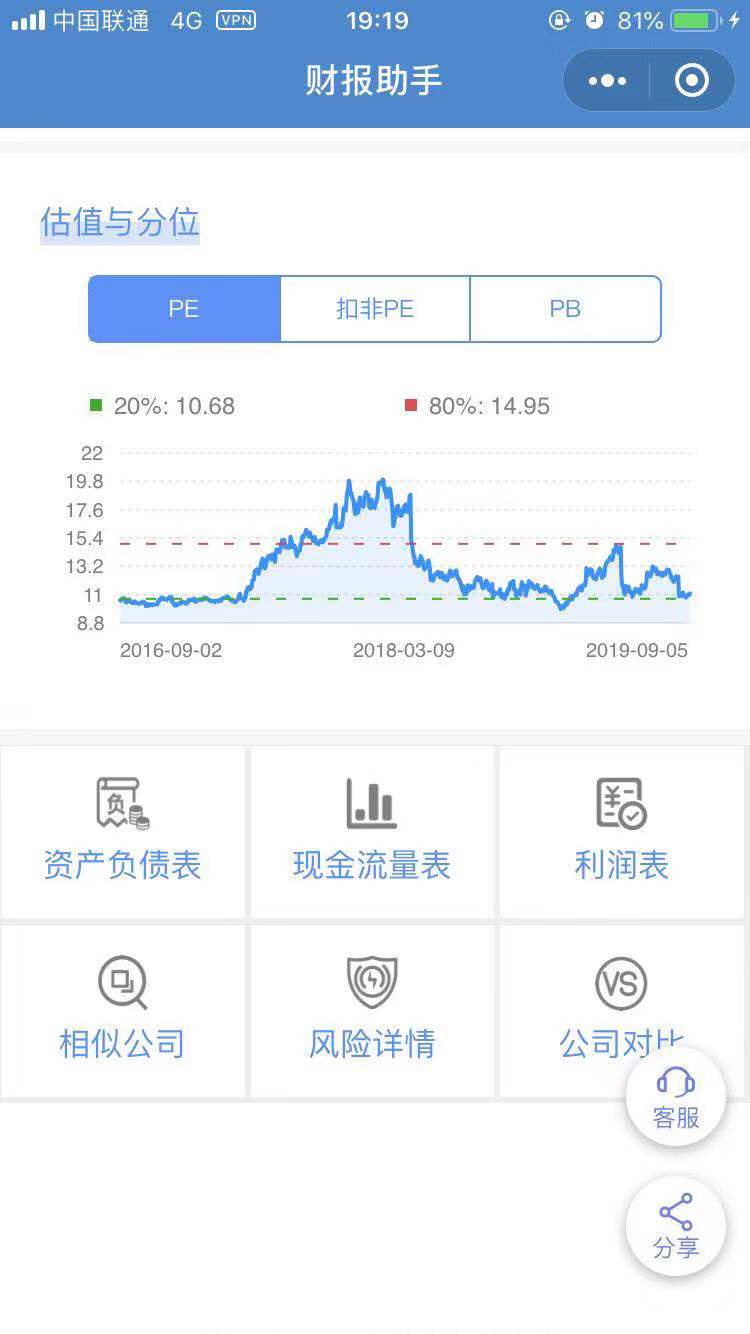 中国联通 4G VPN 19:19 81%
财报助手
估值与分位
PE 扣非PE PB
20%: 10.68 80%: 14.95
22
19.8
17.6
15.4
13.2
11
8.8
2016-09-02 2018-03-09 2019-09-05
负 ¥
资产负债表 现金流量表 利润表
VS
相似公司 风险详情 公司对比
客服
分享